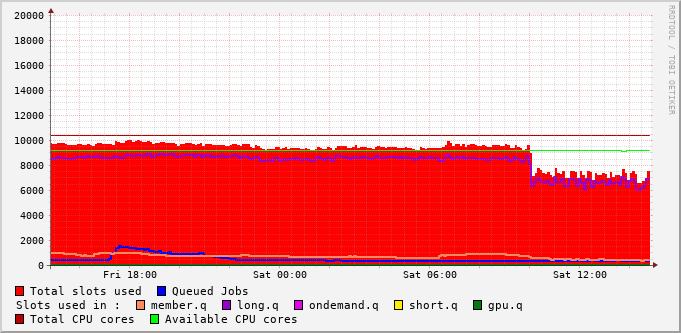 20000
18000
16000
14000
12000
10000
8000
6000
4000
2000
0
Fri 18:00 Sat 00:00 Sat 06:00 Sat 12:00
RRDTOOL / TOBI OETIKER
Total slots used Queued Jobs
Slots used in : member.q long.q ondemand.q short.q gpu.q
Total CPU cores Available CPU cores